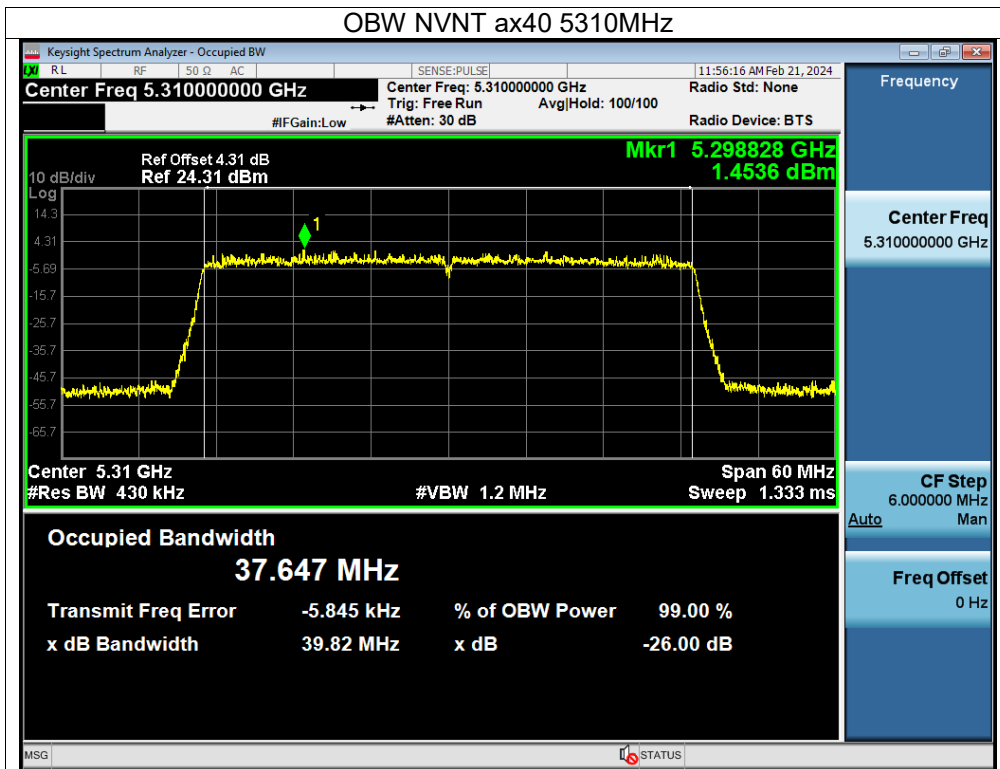 OBW NVNT ax40 5310MHz
Keysight Spectrum Analyzer - Occupied BW
LXI RL RF 50 Ω AC SENSE:PULSE 11:56:16 AM Feb 21, 2024
Center Freq 5.310000000 GHz Center Freq: 5.310000000 GHz Radio Std: None
Trig: Free Run Avg|Hold: 100/100
#IFGain:Low #Atten: 30 dB Radio Device: BTS
Frequency
Mkr1 5.298828 GHz
1.4536 dBm
Ref Offset 4.31 dB
10 dB/div Ref 24.31 dBm
Log
14.3
1
4.31
-5.69
-15.7
-25.7
-35.7
-45.7
-55.7
-65.7
Center 5.31 GHz Span 60 MHz
#Res BW 430 kHz #VBW 1.2 MHz Sweep 1.333 ms
Center Freq
5.310000000 GHz
CF Step
6.000000 MHz
Auto Man
Freq Offset
0 Hz
Occupied Bandwidth
37.647 MHz
Transmit Freq Error -5.845 kHz % of OBW Power 99.00 %
x dB Bandwidth 39.82 MHz x dB -26.00 dB
MSG STATUS